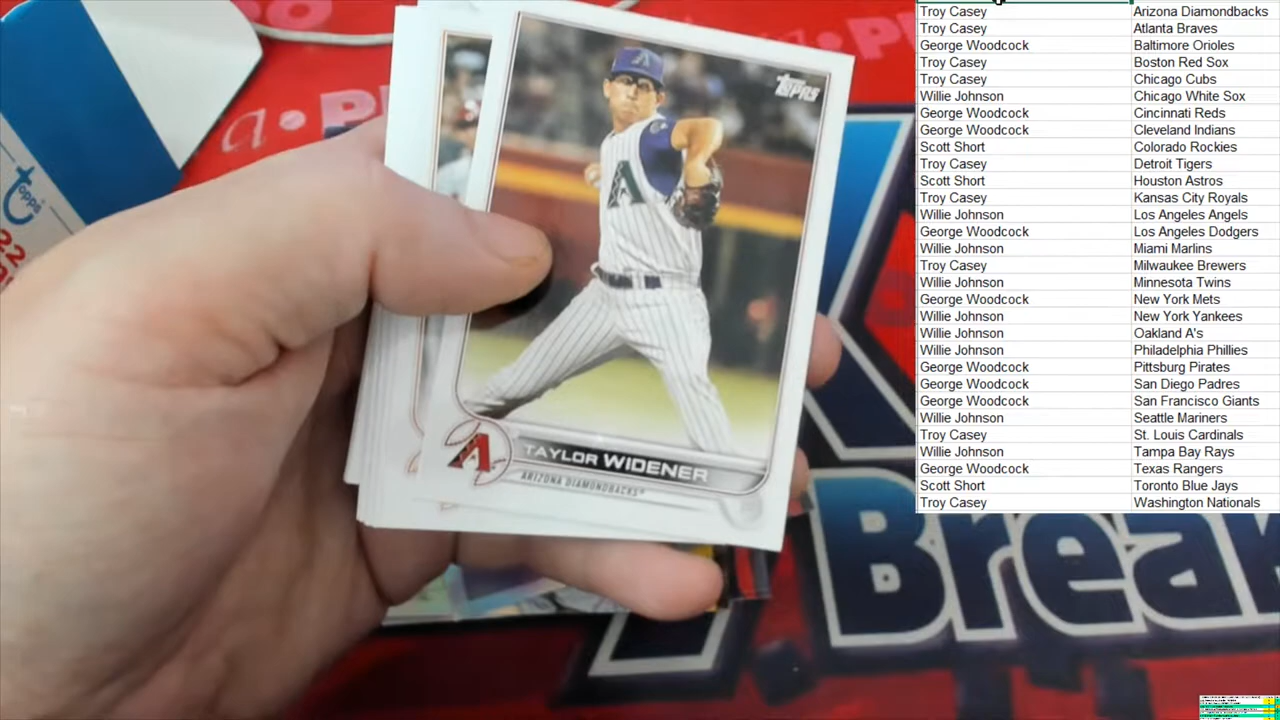 Troy Casey Arizona Diamondbacks
Troy Casey Atlanta Braves
George Woodcock Baltimore Orioles
Troy Casey Boston Red Sox
Troy Casey Chicago Cubs
Willie Johnson Chicago White Sox
George Woodcock Cincinnati Reds
George Woodcock Cleveland Indians
Scott Short Colorado Rockies
Troy Casey Detroit Tigers
Scott Short Houston Astros
Troy Casey Kansas City Royals
Willie Johnson Los Angeles Angels
George Woodcock Los Angeles Dodgers
Willie Johnson Miami Marlins
Troy Casey Milwaukee Brewers
Willie Johnson Minnesota Twins
George Woodcock New York Mets
Willie Johnson New York Yankees
Willie Johnson Oakland A's
Willie Johnson Philadelphia Phillies
George Woodcock Pittsburg Pirates
George Woodcock San Diego Padres
George Woodcock San Francisco Giants
Willie Johnson Seattle Mariners
Troy Casey St. Louis Cardinals
Willie Johnson Tampa Bay Rays
George Woodcock Texas Rangers
Scott Short Toronto Blue Jays
Troy Casey Washington Nationals
TOPPS
A
A
TAYLOR WIDENER
ARIZONA DIAMONDBACKS
topps
22
Break